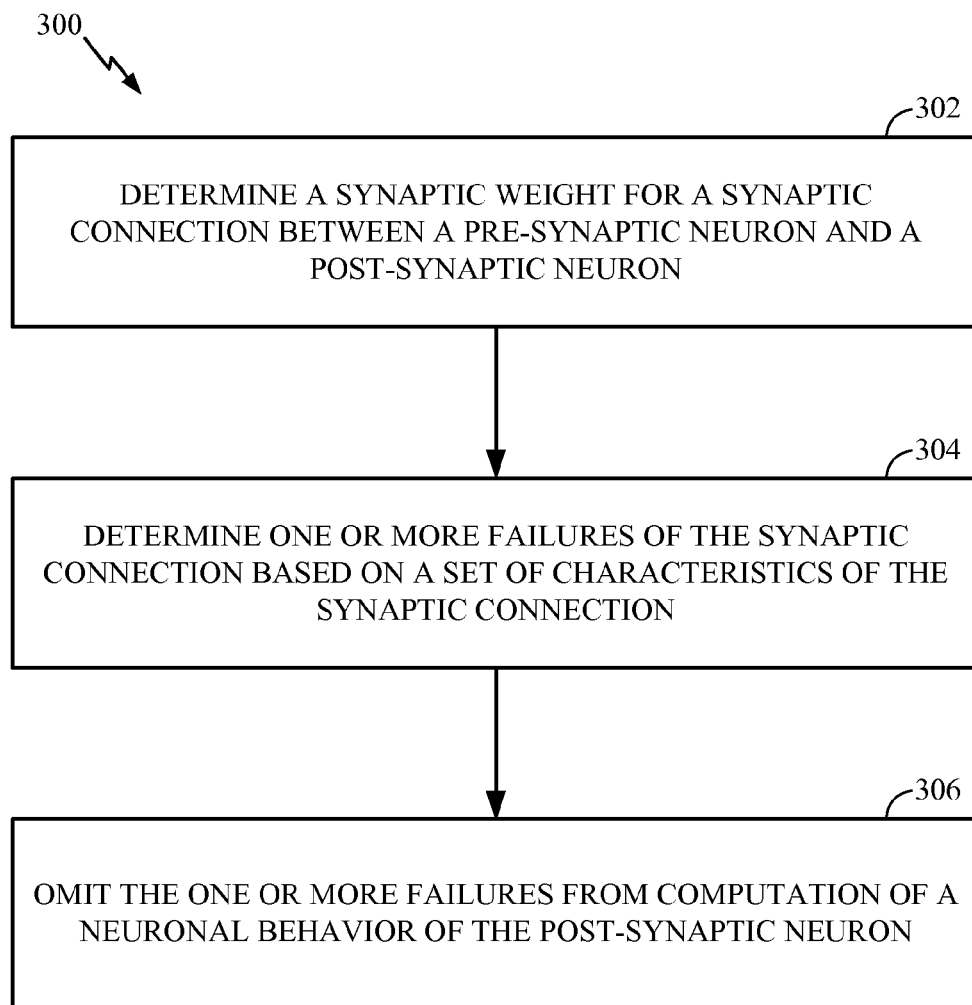 300
302
DETERMINE A SYNAPTIC WEIGHT FOR A SYNAPTIC
CONNECTION BETWEEN A PRE-SYNAPTIC NEURON AND A
POST-SYNAPTIC NEURON
304
DETERMINE ONE OR MORE FAILURES OF THE SYNAPTIC
CONNECTION BASED ON A SET OF CHARACTERISTICS OF THE
SYNAPTIC CONNECTION
306
OMIT THE ONE OR MORE FAILURES FROM COMPUTATION OF A
NEURONAL BEHAVIOR OF THE POST-SYNAPTIC NEURON